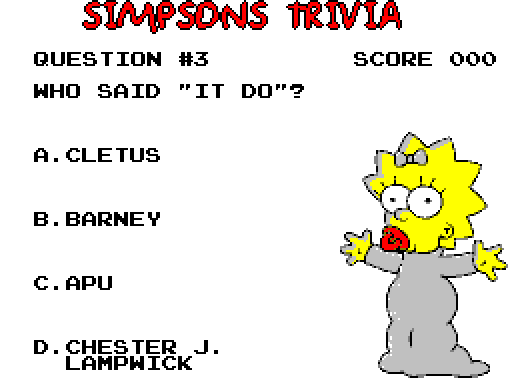 SIMPSONS TRIVIA
QUESTION #3 SCORE 000
WHO SAID "IT DO"?
A.CLETUS
B.BARNEY
C.APU
D.CHESTER J.
LAMPWICK